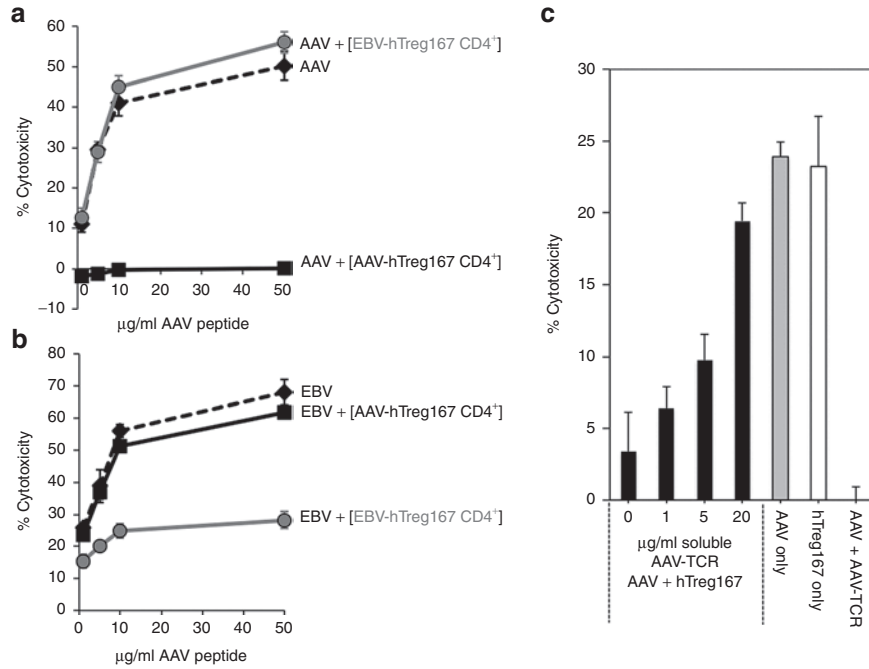 a
60
50
40
30
20
10
0
−10
% Cytotoxicity
AAV + [EBV-hTreg167 CD4⁺]
AAV
AAV + [AAV-hTreg167 CD4⁺]
0 10 20 30 40 50
µg/ml AAV peptide
b
80
70
60
50
40
30
20
10
0
% Cytotoxicity
EBV
EBV + [AAV-hTreg167 CD4⁺]
EBV + [EBV-hTreg167 CD4⁺]
0 10 20 30 40 50
µg/ml AAV peptide
c
30
25
20
15
10
5
0
% Cytotoxicity
0 1 5 20
µg/ml soluble
AAV-TCR
AAV + hTreg167
AAV only
hTreg167 only
AAV + AAV-TCR